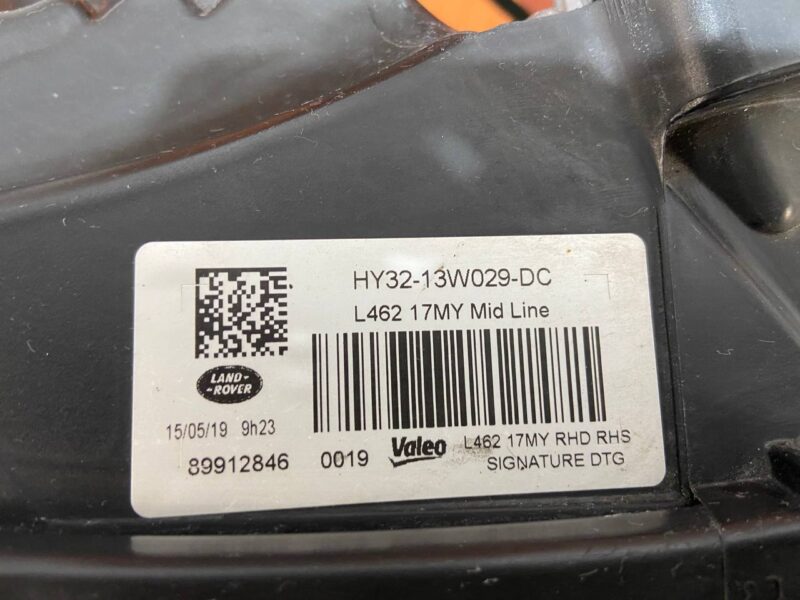 HY32-13W029-DC
L462 17MY Mid Line
LAND-
-ROVER
15/05/19 9h23
89912846 0019 Valeo L462 17MY RHD RHS
SIGNATURE DTG